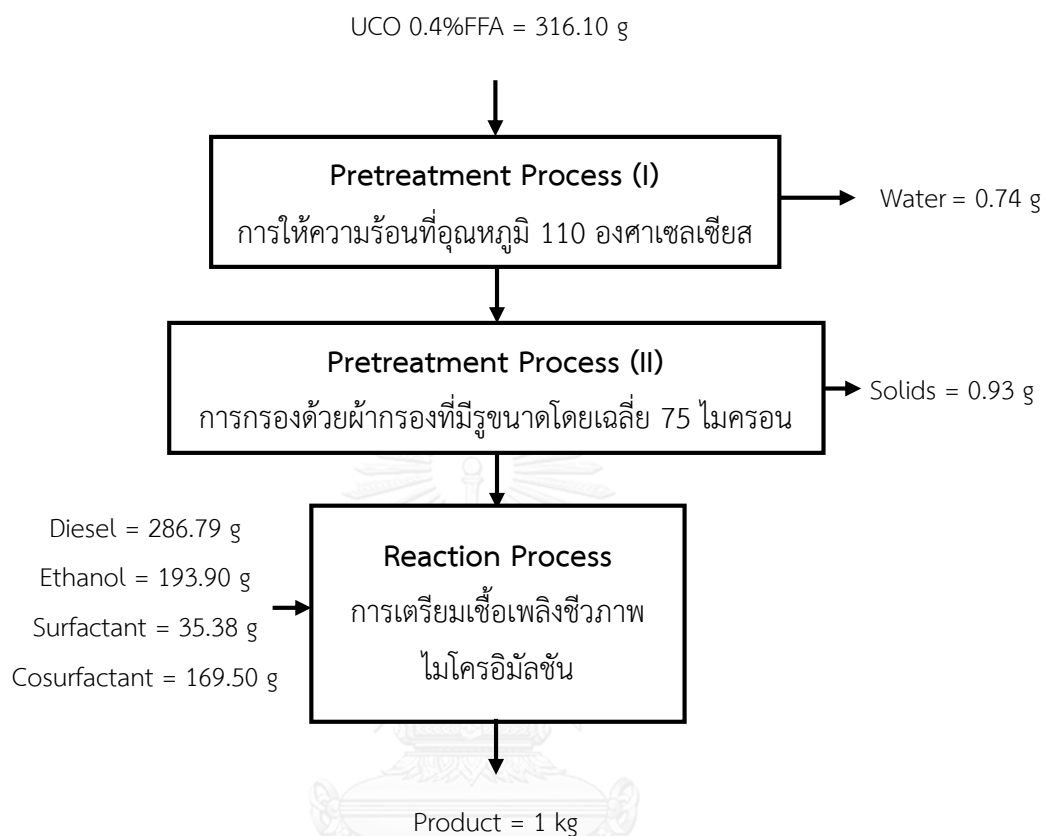 UCO 0.4%FFA = 316.10 g
Pretreatment Process (I)
การให้ความร้อนที่อุณหภูมิ 110 องศาเซลเซียส
Water = 0.74 g
Pretreatment Process (II)
การกรองด้วยผ้ากรองที่มีรูขนาดโดยเฉลี่ย 75 ไมครอน
Solids = 0.93 g
Diesel = 286.79 g
Ethanol = 193.90 g
Surfactant = 35.38 g
Cosurfactant = 169.50 g
Reaction Process
การเตรียมเชื้อเพลิงชีวภาพ
ไมโครอิมัลชัน
Product = 1 kg